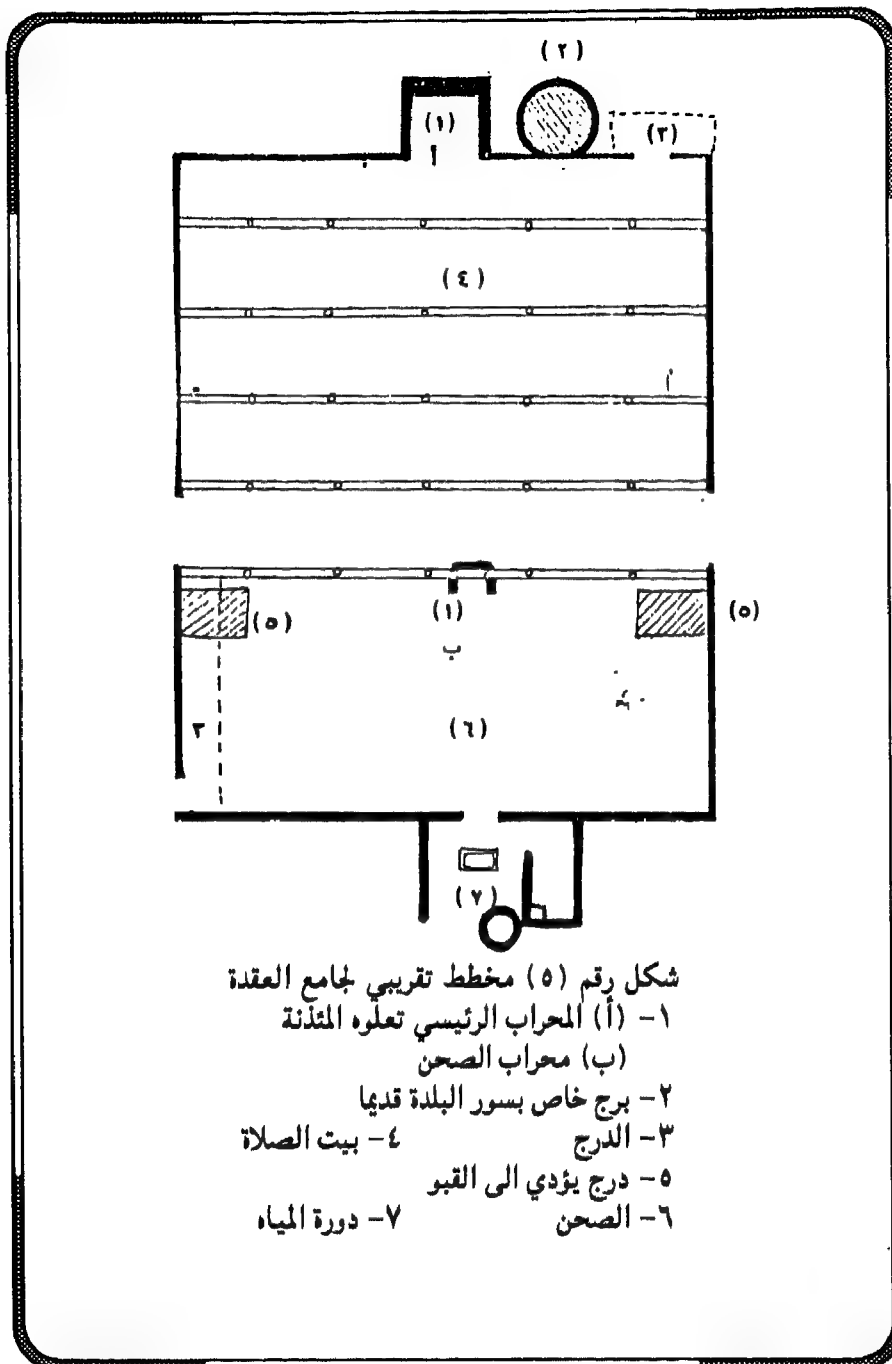 (٢)
(١)
أ
(٣)
(٤)
(٥)
(١)
(٥)
ب
٣
(٦)
(٧)
شكل رقم (٥) مخطط تقريبي لجامع العقدة
١- (أ) المحراب الرئيسي تعلوه المئذنة
(ب) محراب الصحن
٢- برج خاص بسور البلدة قديما
٣- الدرج ٤- بيت الصلاة
٥- درج يؤدي الى القبو
٦- الصحن ٧- دورة المياه